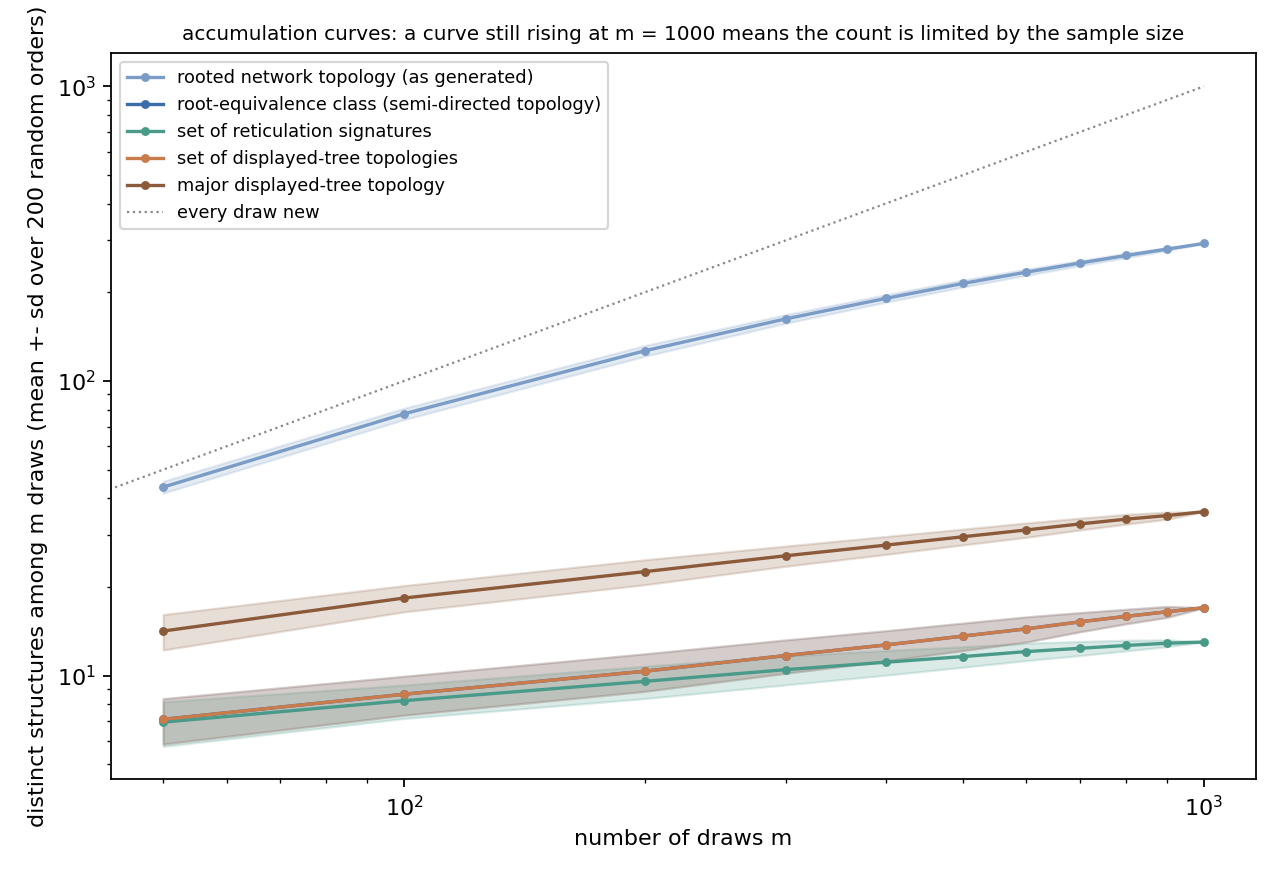 accumulation curves: a curve still rising at m = 1000 means the count is limited by the sample size
distinct structures among m draws (mean +- sd over 200 random orders)
rooted network topology (as generated)
root-equivalence class (semi-directed topology)
set of reticulation signatures
set of displayed-tree topologies
major displayed-tree topology
every draw new
10³
10²
10¹
10²
10³
number of draws m